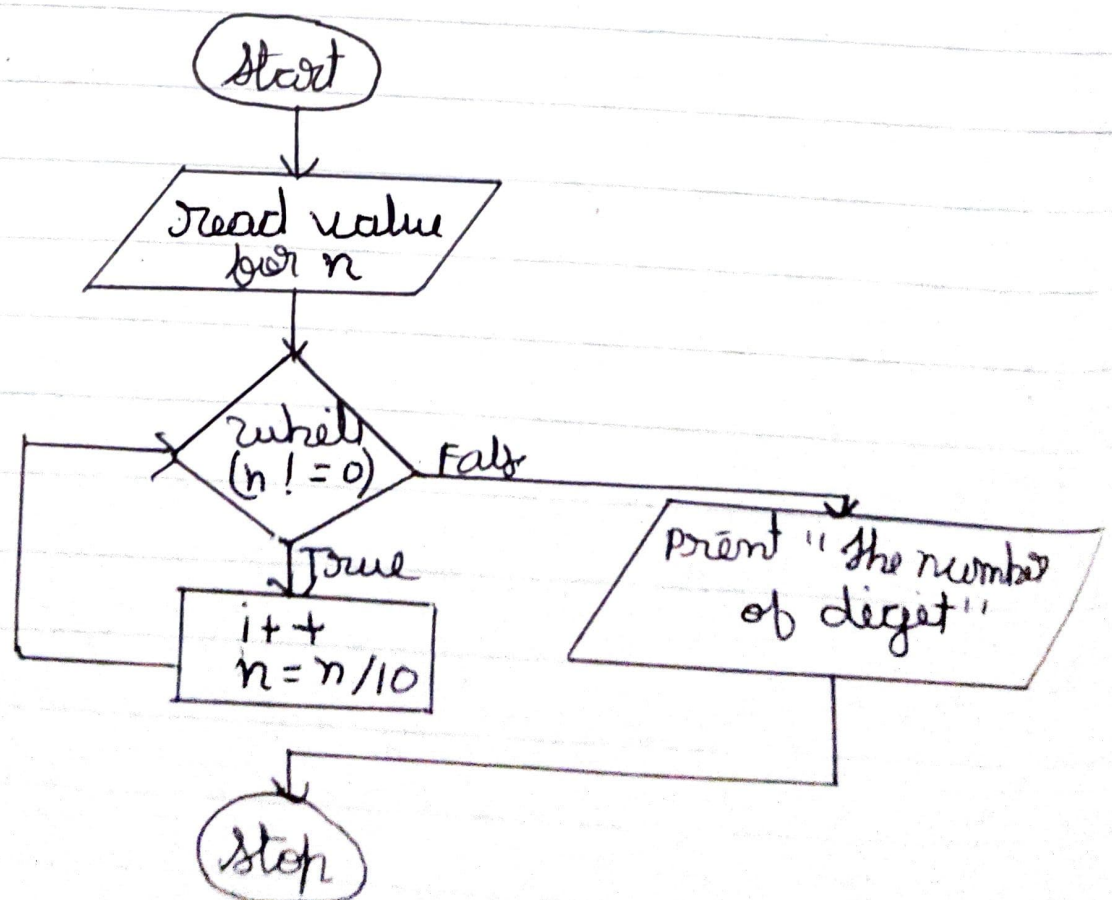 Start
read value
for n
while
(n != 0)
False
True
i++
n = n/10
print "the number
of digit"
Stop